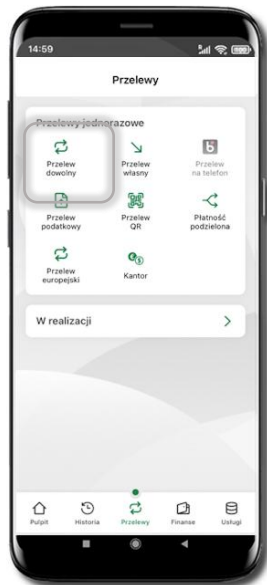 14:59
Przelewy
Przelewy jednorazowe
Przelew dowolny
Przelew własny
Przelew na telefon
Przelew podatkowy
Przelew QR
Płatność podzielona
Przelew europejski
Kantor
W realizacji
Pulpit Historia Przelewy Finanse Usługi